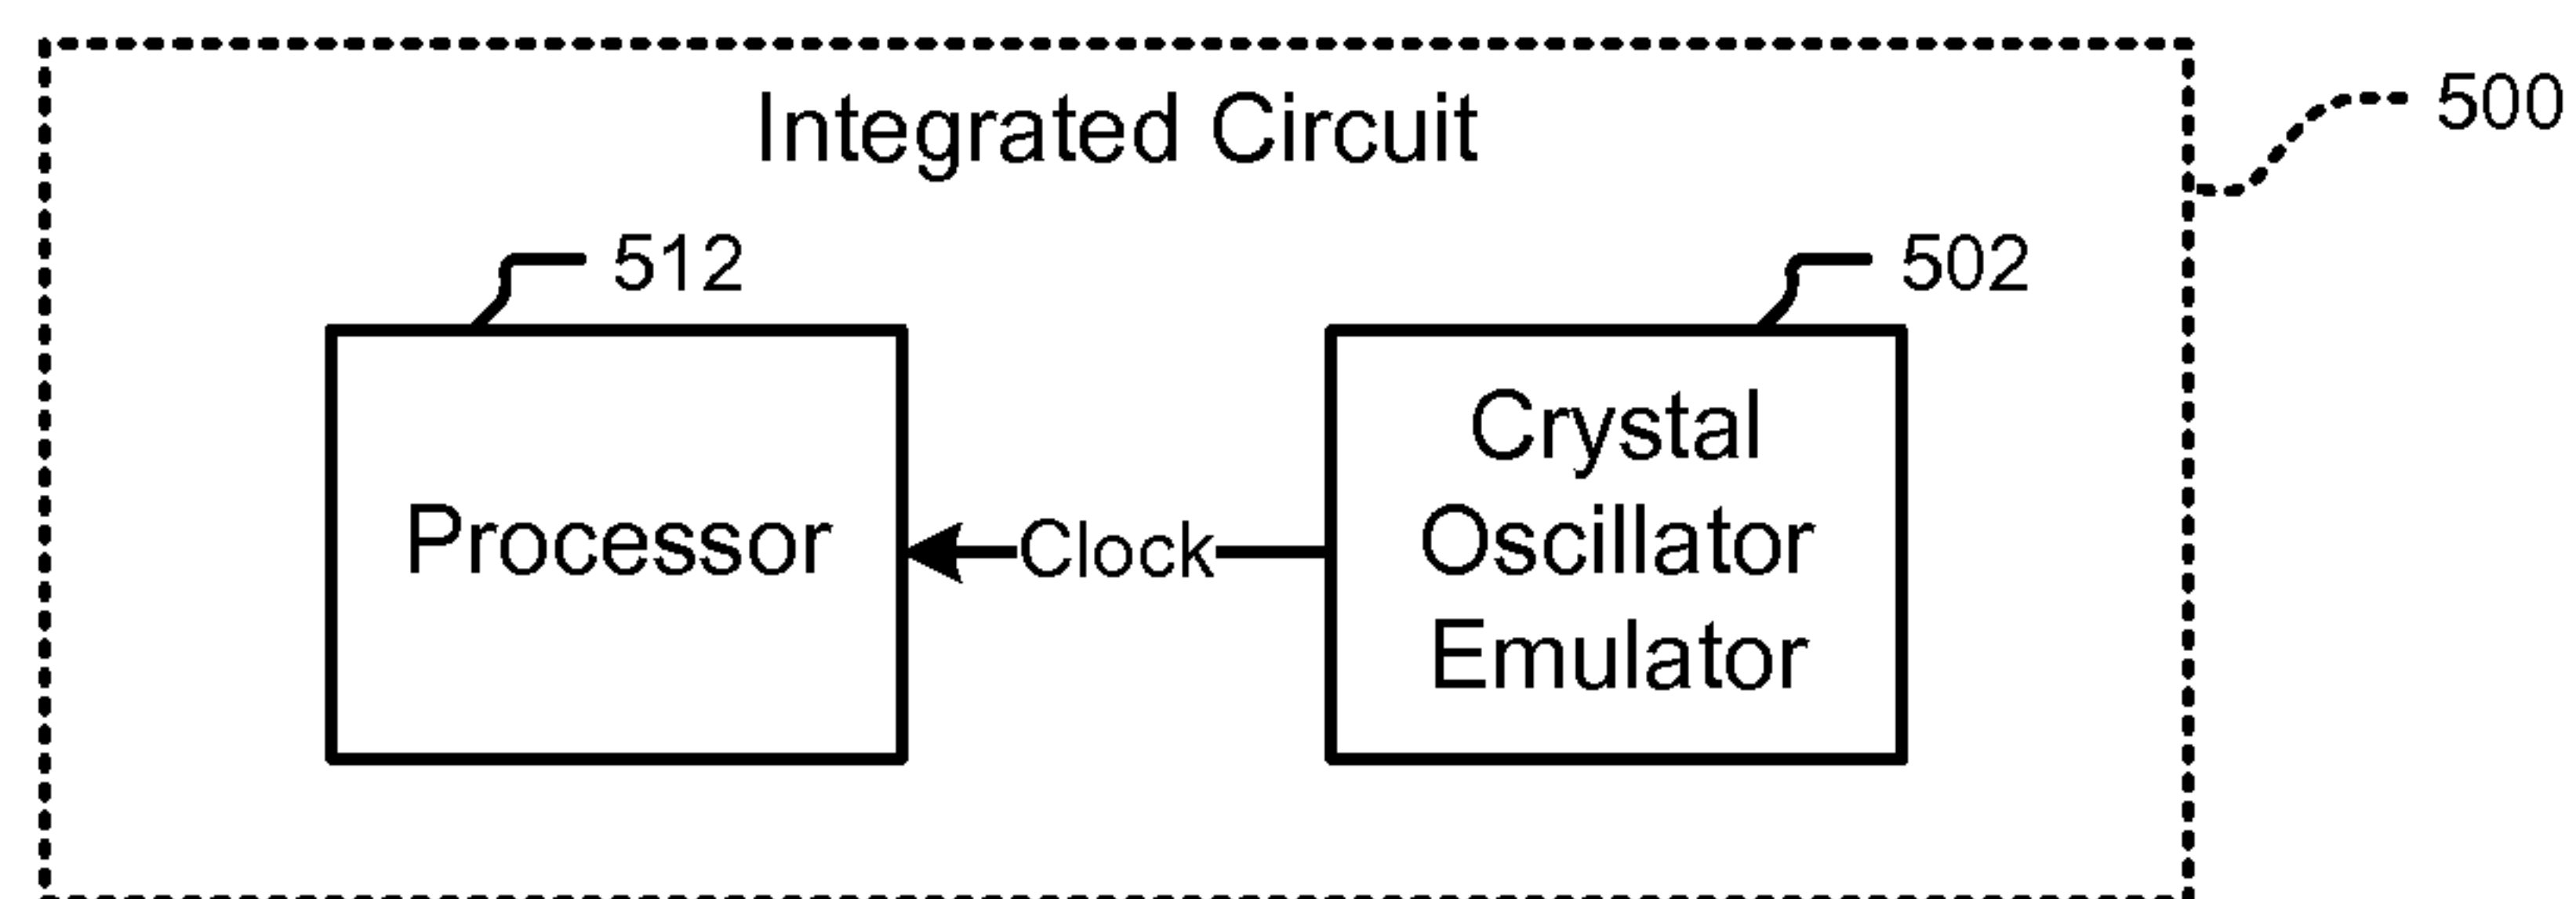 Integrated Circuit
500
512
502
Processor
Clock
Crystal
Oscillator
Emulator